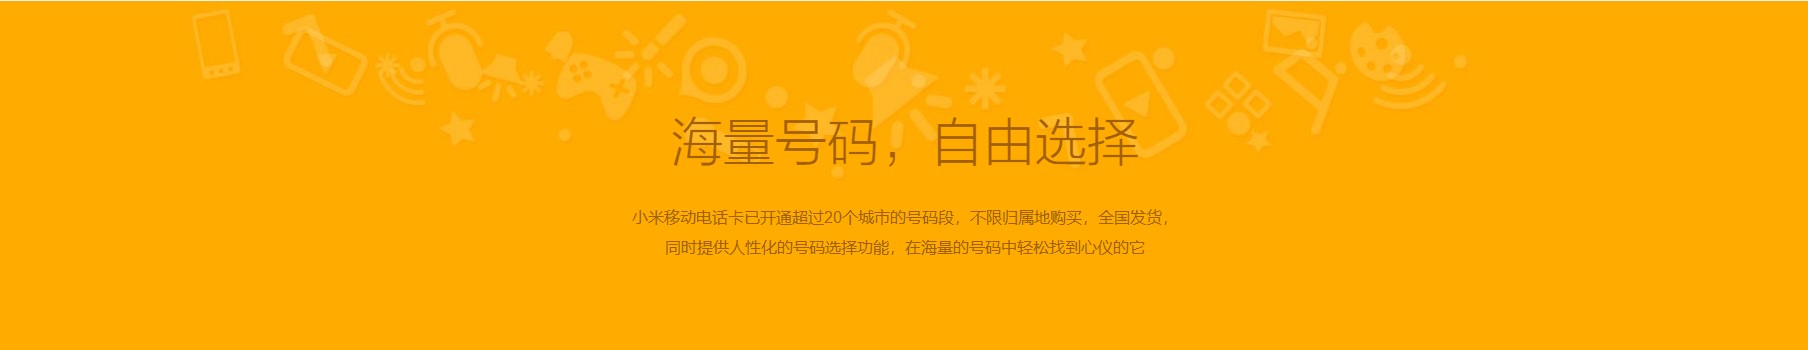 海量号码，自由选择
小米移动电话卡已开通超过20个城市的号码段，不限归属地购买，全国发货，
同时提供人性化的号码选择功能，在海量的号码中轻松找到心仪的它